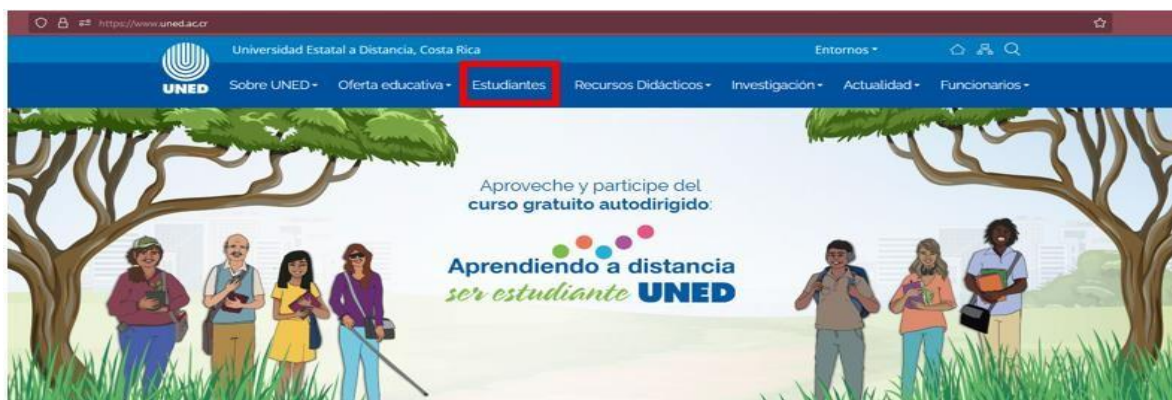 https://www.uned.ac.cr
Universidad Estatal a Distancia, Costa Rica
Entornos
UNED
Sobre UNED
Oferta educativa
Estudiantes
Recursos Didácticos
Investigación
Actualidad
Funcionarios
Aproveche y participe del
curso gratuito autodirigido:
Aprendiendo a distancia
ser estudiante UNED